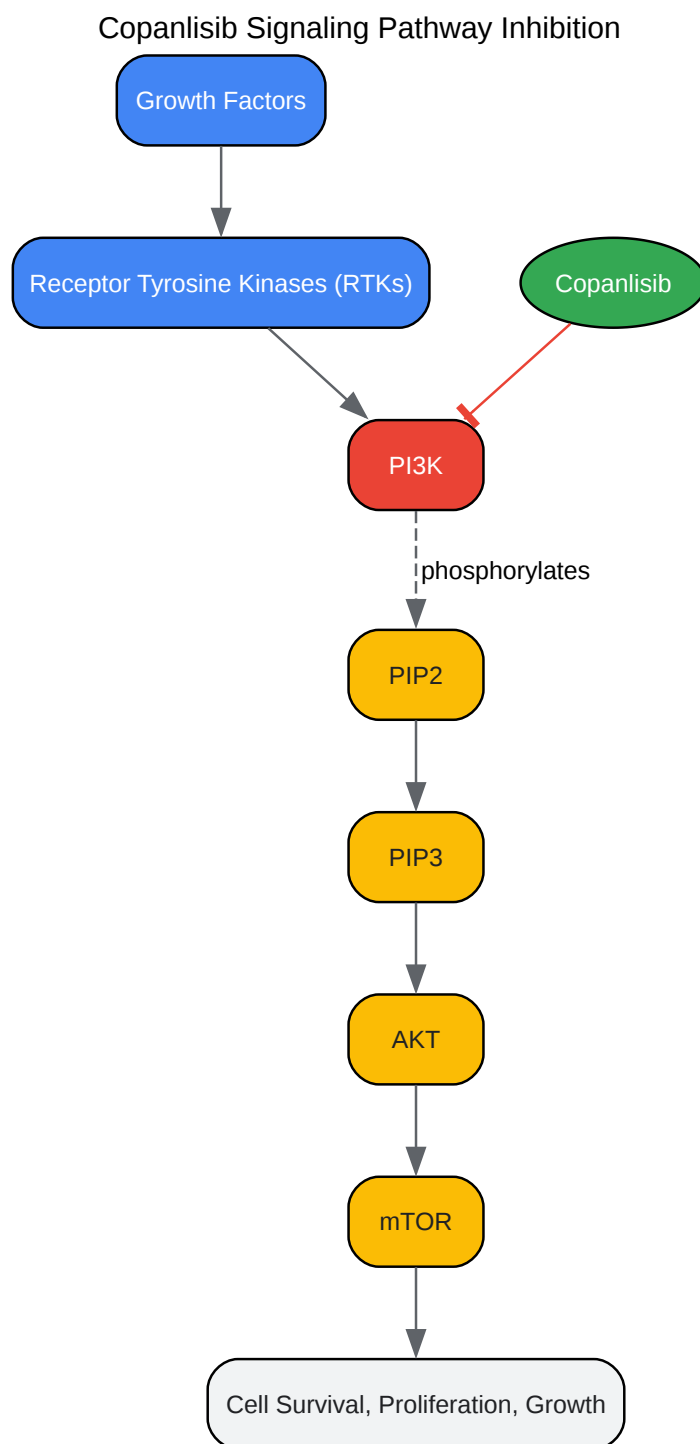 Copanlisib Signaling Pathway Inhibition
Growth Factors
Receptor Tyrosine Kinases (RTKs)
Copanlisib
PI3K
phosphorylates
PIP2
PIP3
AKT
mTOR
Cell Survival, Proliferation, Growth